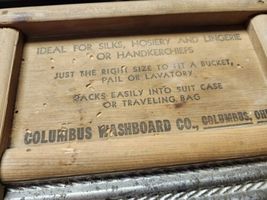 IDEAL FOR SILKS, HOSIERY AND LINGERIE
OR HANDKERCHIEFS
JUST THE RIGHT SIZE TO FIT A BUCKET,
PAIL OR LAVATORY
PACKS EASILY INTO SUIT CASE
OR TRAVELING BAG
COLUMBUS WASHBOARD CO., COLUMBUS, OHI